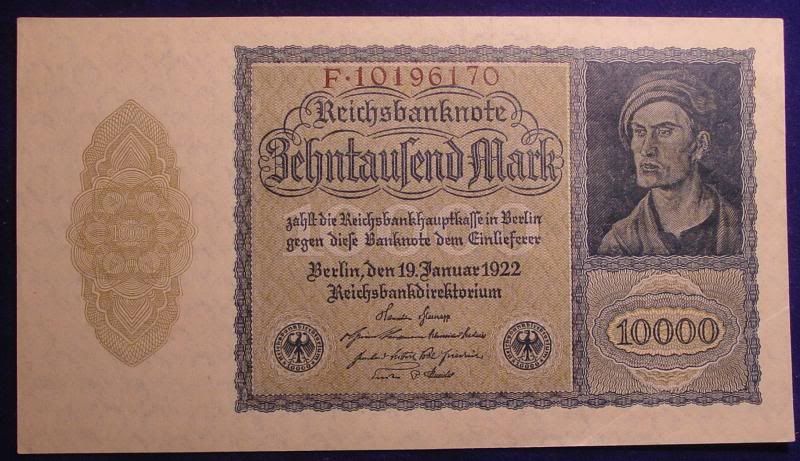 F·10196170
Reichsbanknote
Zehntausend Mark
zahlt die Reichsbankhauptkasse in Berlin
gegen diese Banknote dem Einlieferer
Berlin, den 19. Januar 1922
Reichsbankdirektorium
10000